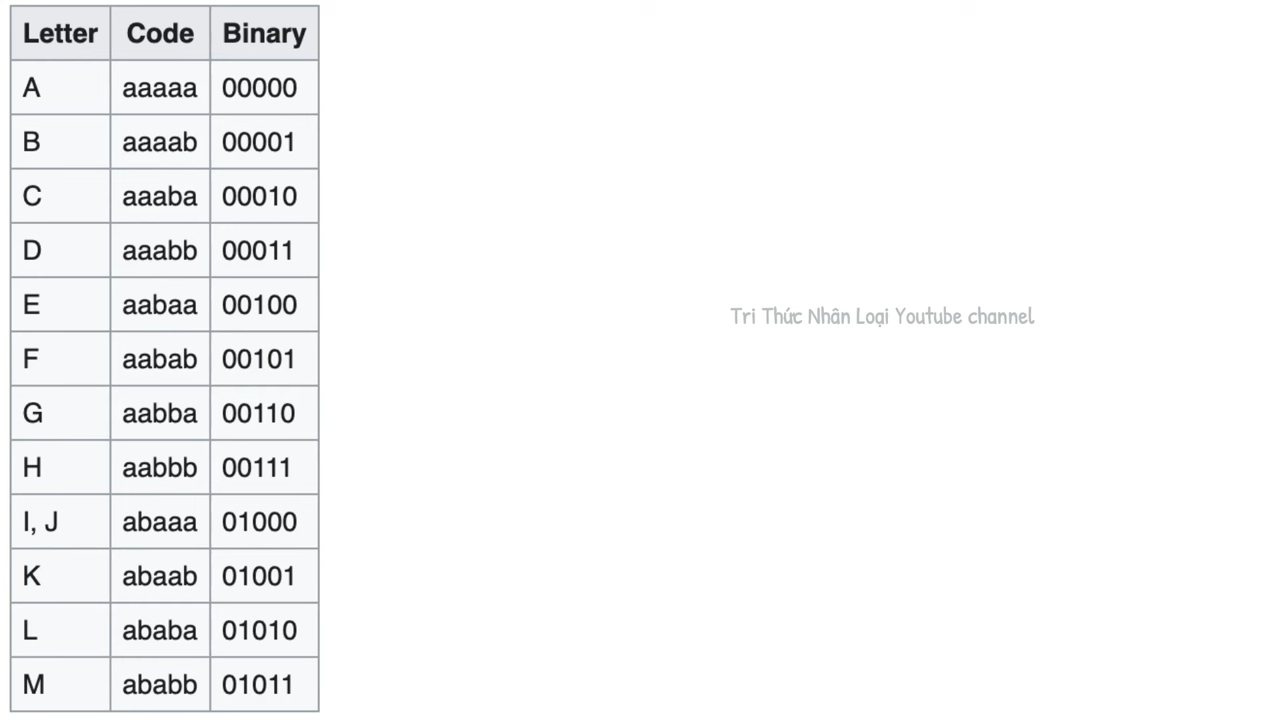 Letter Code Binary
A aaaaa 00000
B aaaab 00001
C aaaba 00010
D aaabb 00011
E aabaa 00100
F aabab 00101
G aabba 00110
H aabbb 00111
I, J abaaa 01000
K abaab 01001
L ababa 01010
M ababb 01011
Tri Thức Nhân Loại Youtube channel